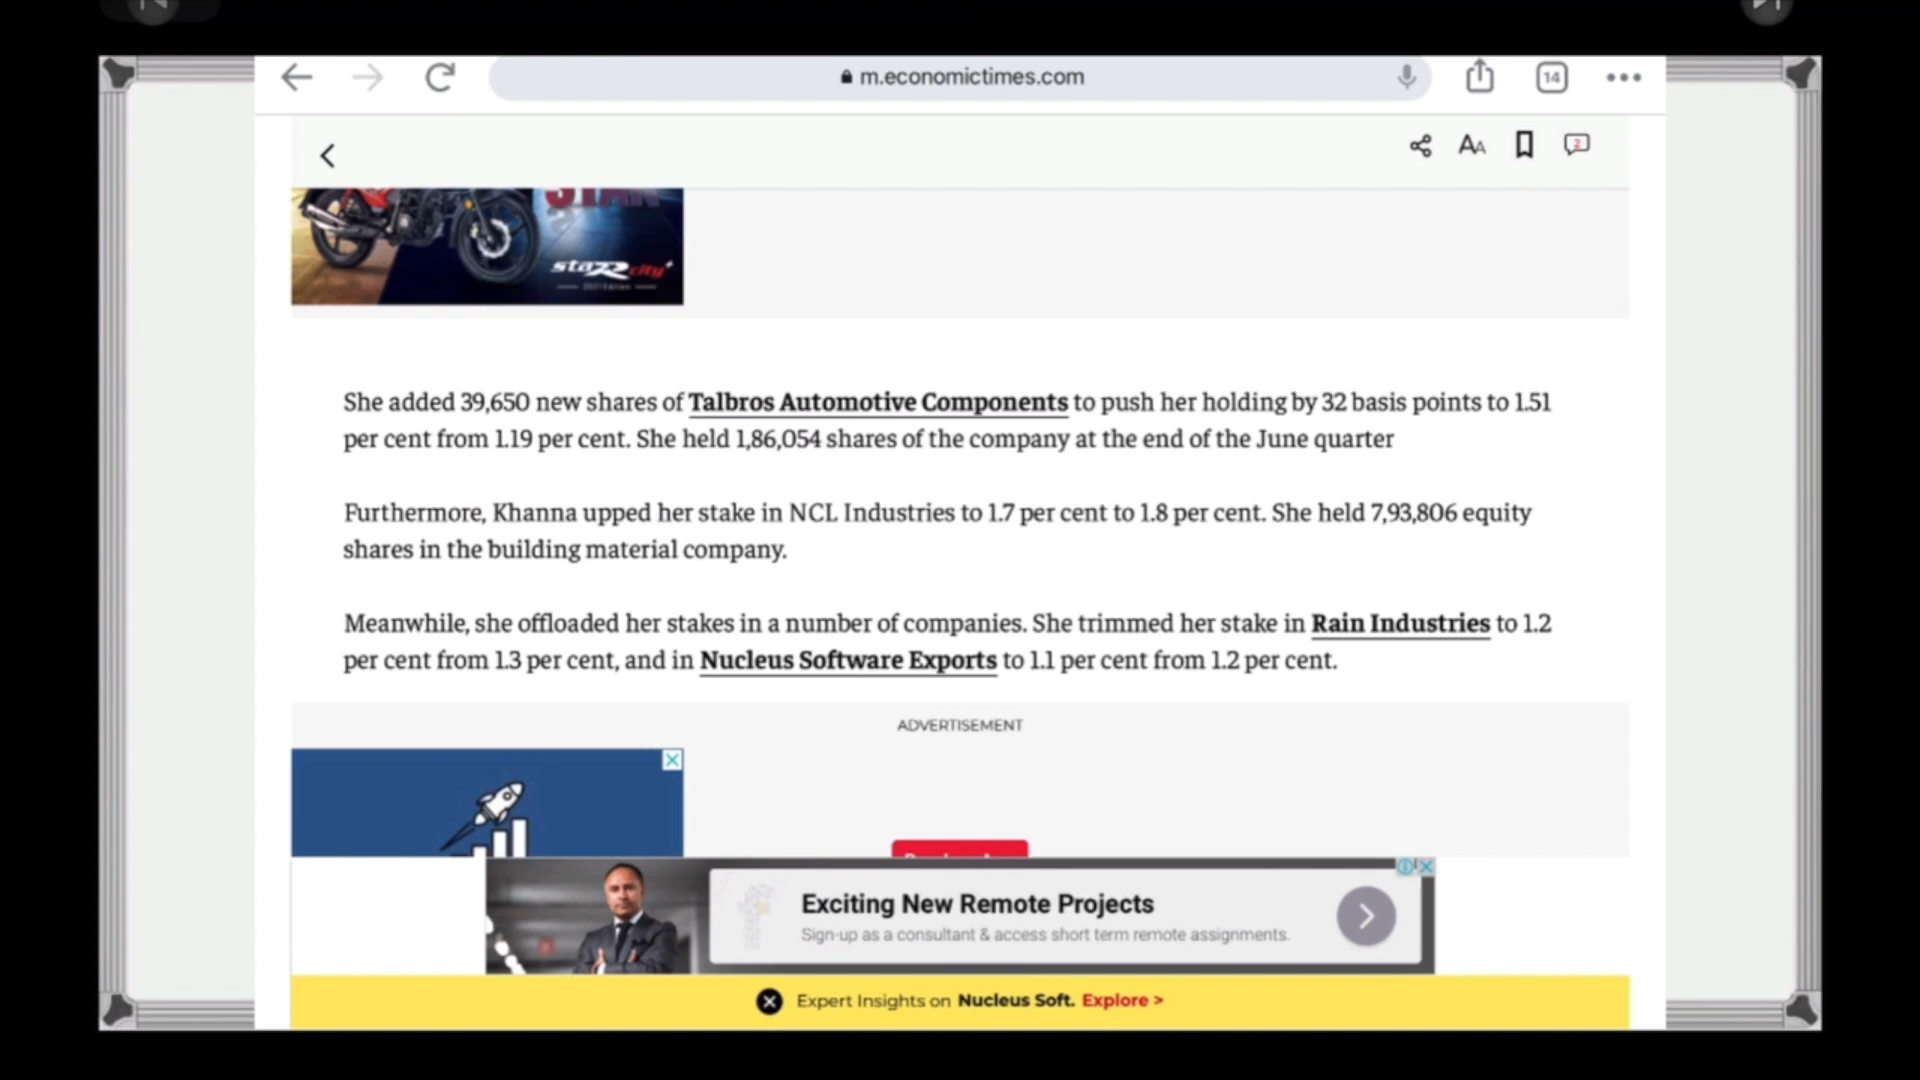 m.economictimes.com
14
AA
2
staR city+
She added 39,650 new shares of Talbros Automotive Components to push her holding by 32 basis points to 1.51
per cent from 1.19 per cent. She held 1,86,054 shares of the company at the end of the June quarter
Furthermore, Khanna upped her stake in NCL Industries to 1.7 per cent to 1.8 per cent. She held 7,93,806 equity
shares in the building material company.
Meanwhile, she offloaded her stakes in a number of companies. She trimmed her stake in Rain Industries to 1.2
per cent from 1.3 per cent, and in Nucleus Software Exports to 1.1 per cent from 1.2 per cent.
ADVERTISEMENT
Exciting New Remote Projects
Sign-up as a consultant & access short term remote assignments.
Expert Insights on Nucleus Soft. Explore >